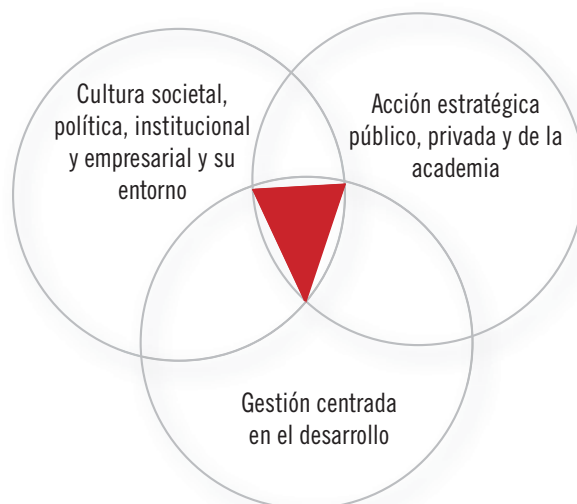 Cultura societal,
política, institucional
y empresarial y su
entorno
Acción estratégica
público, privada y de la
academia
Gestión centrada
en el desarrollo